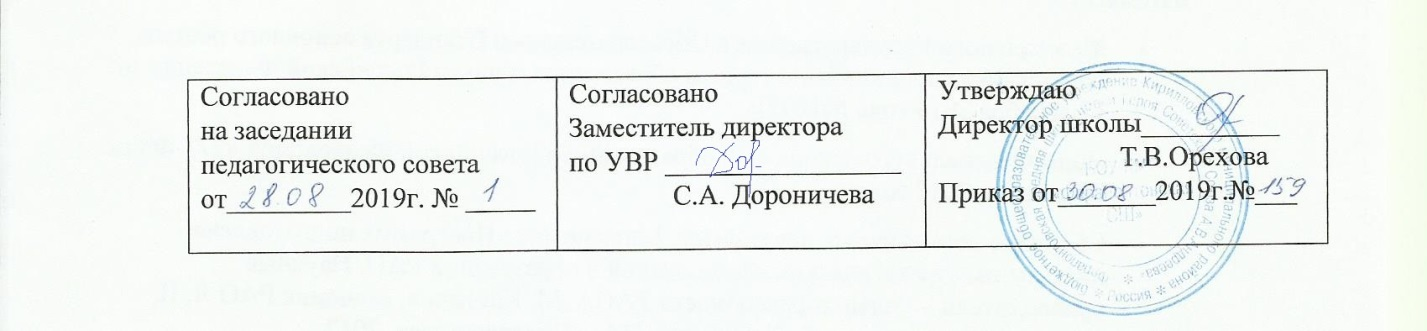 Согласовано
на заседании
педагогического совета
от 28.08 2019г. № 1
Согласовано
Заместитель директора
по УВР
С.А. Дороничева
Утверждаю
Директор школы
Т.В.Орехова
Приказ от 30.08 2019г.№ 159
Россия